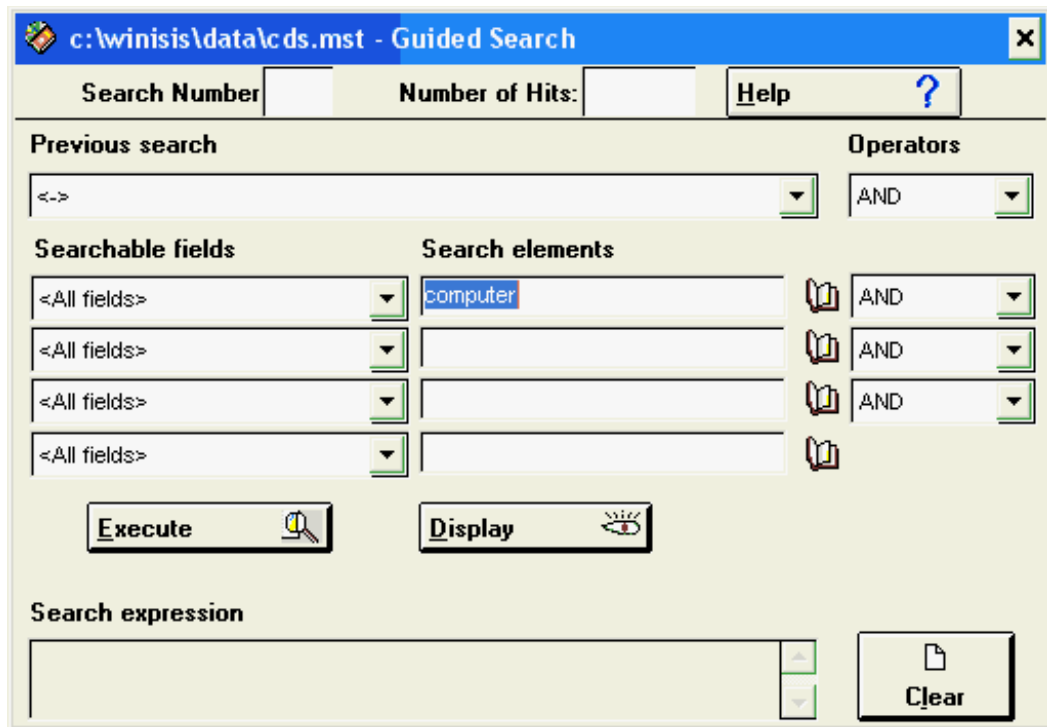 c:\winisis\data\cds.mst - Guided Search
Search Number Number of Hits: Help ?
Previous search Operators
<-> AND
Searchable fields Search elements
<All fields> computer AND
<All fields> AND
<All fields> AND
<All fields>
Execute Display
Search expression
Clear